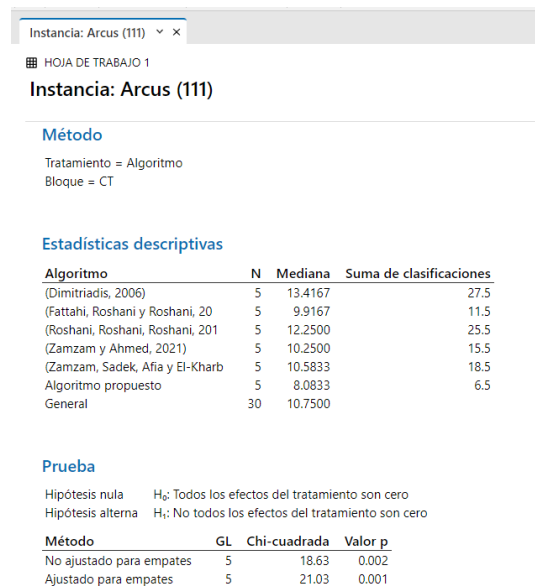 Instancia: Arcus (111)
HOJA DE TRABAJO 1
Instancia: Arcus (111)
Método
Tratamiento = Algoritmo
Bloque = CT
Estadísticas descriptivas
Algoritmo N Mediana Suma de clasificaciones
(Dimitriadis, 2006) 5 13.4167 27.5
(Fattahi, Roshani y Roshani, 20 5 9.9167 11.5
(Roshani, Roshani, Roshani, 201 5 12.2500 25.5
(Zamzam y Ahmed, 2021) 5 10.2500 15.5
(Zamzam, Sadek, Afia y El-Kharb 5 10.5833 18.5
Algoritmo propuesto 5 8.0833 6.5
General 30 10.7500
Prueba
Hipótesis nula H₀: Todos los efectos del tratamiento son cero
Hipótesis alterna H₁: No todos los efectos del tratamiento son cero
Método GL Chi-cuadrada Valor p
No ajustado para empates 5 18.63 0.002
Ajustado para empates 5 21.03 0.001